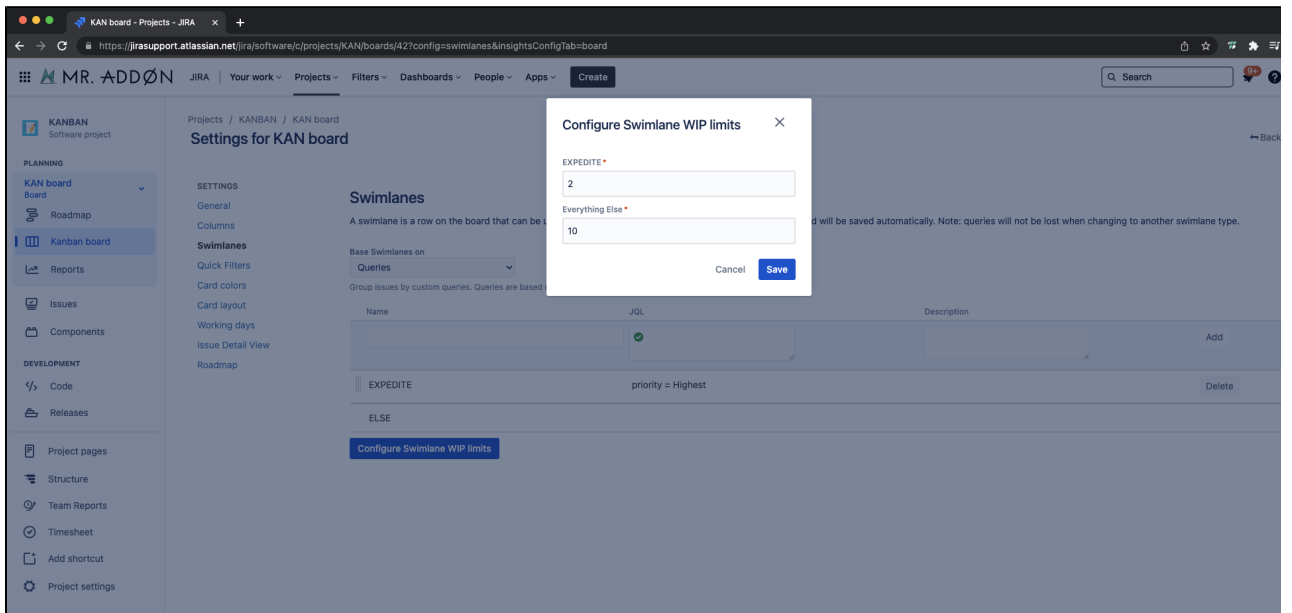 KAN board - Projects - JIRA
https://jirasupport.atlassian.net/jira/software/c/projects/KAN/boards/42?config=swimlanes&insightsConfigTab=board
MR. ADDØN JIRA Your work Projects Filters Dashboards People Apps Create Search 9+
KANBAN
Software project
PLANNING
KAN board
Board
Roadmap
Kanban board
Reports
Issues
Components
DEVELOPMENT
Code
Releases
Project pages
Structure
Team Reports
Timesheet
Add shortcut
Project settings
Projects / KANBAN / KAN board
Settings for KAN board
Back
SETTINGS
General
Columns
Swimlanes
Quick Filters
Card colors
Card layout
Working days
Issue Detail View
Roadmap
Swimlanes
A swimlane is a row on the board that can be d will be saved automatically. Note: queries will not be lost when changing to another swimlane type.
Base Swimlanes on
Queries
Group issues by custom queries. Queries are based
Name JQL Description
Add
EXPEDITE priority = Highest Delete
ELSE
Configure Swimlane WIP limits
Configure Swimlane WIP limits
EXPEDITE *
2
Everything Else *
10
Cancel Save